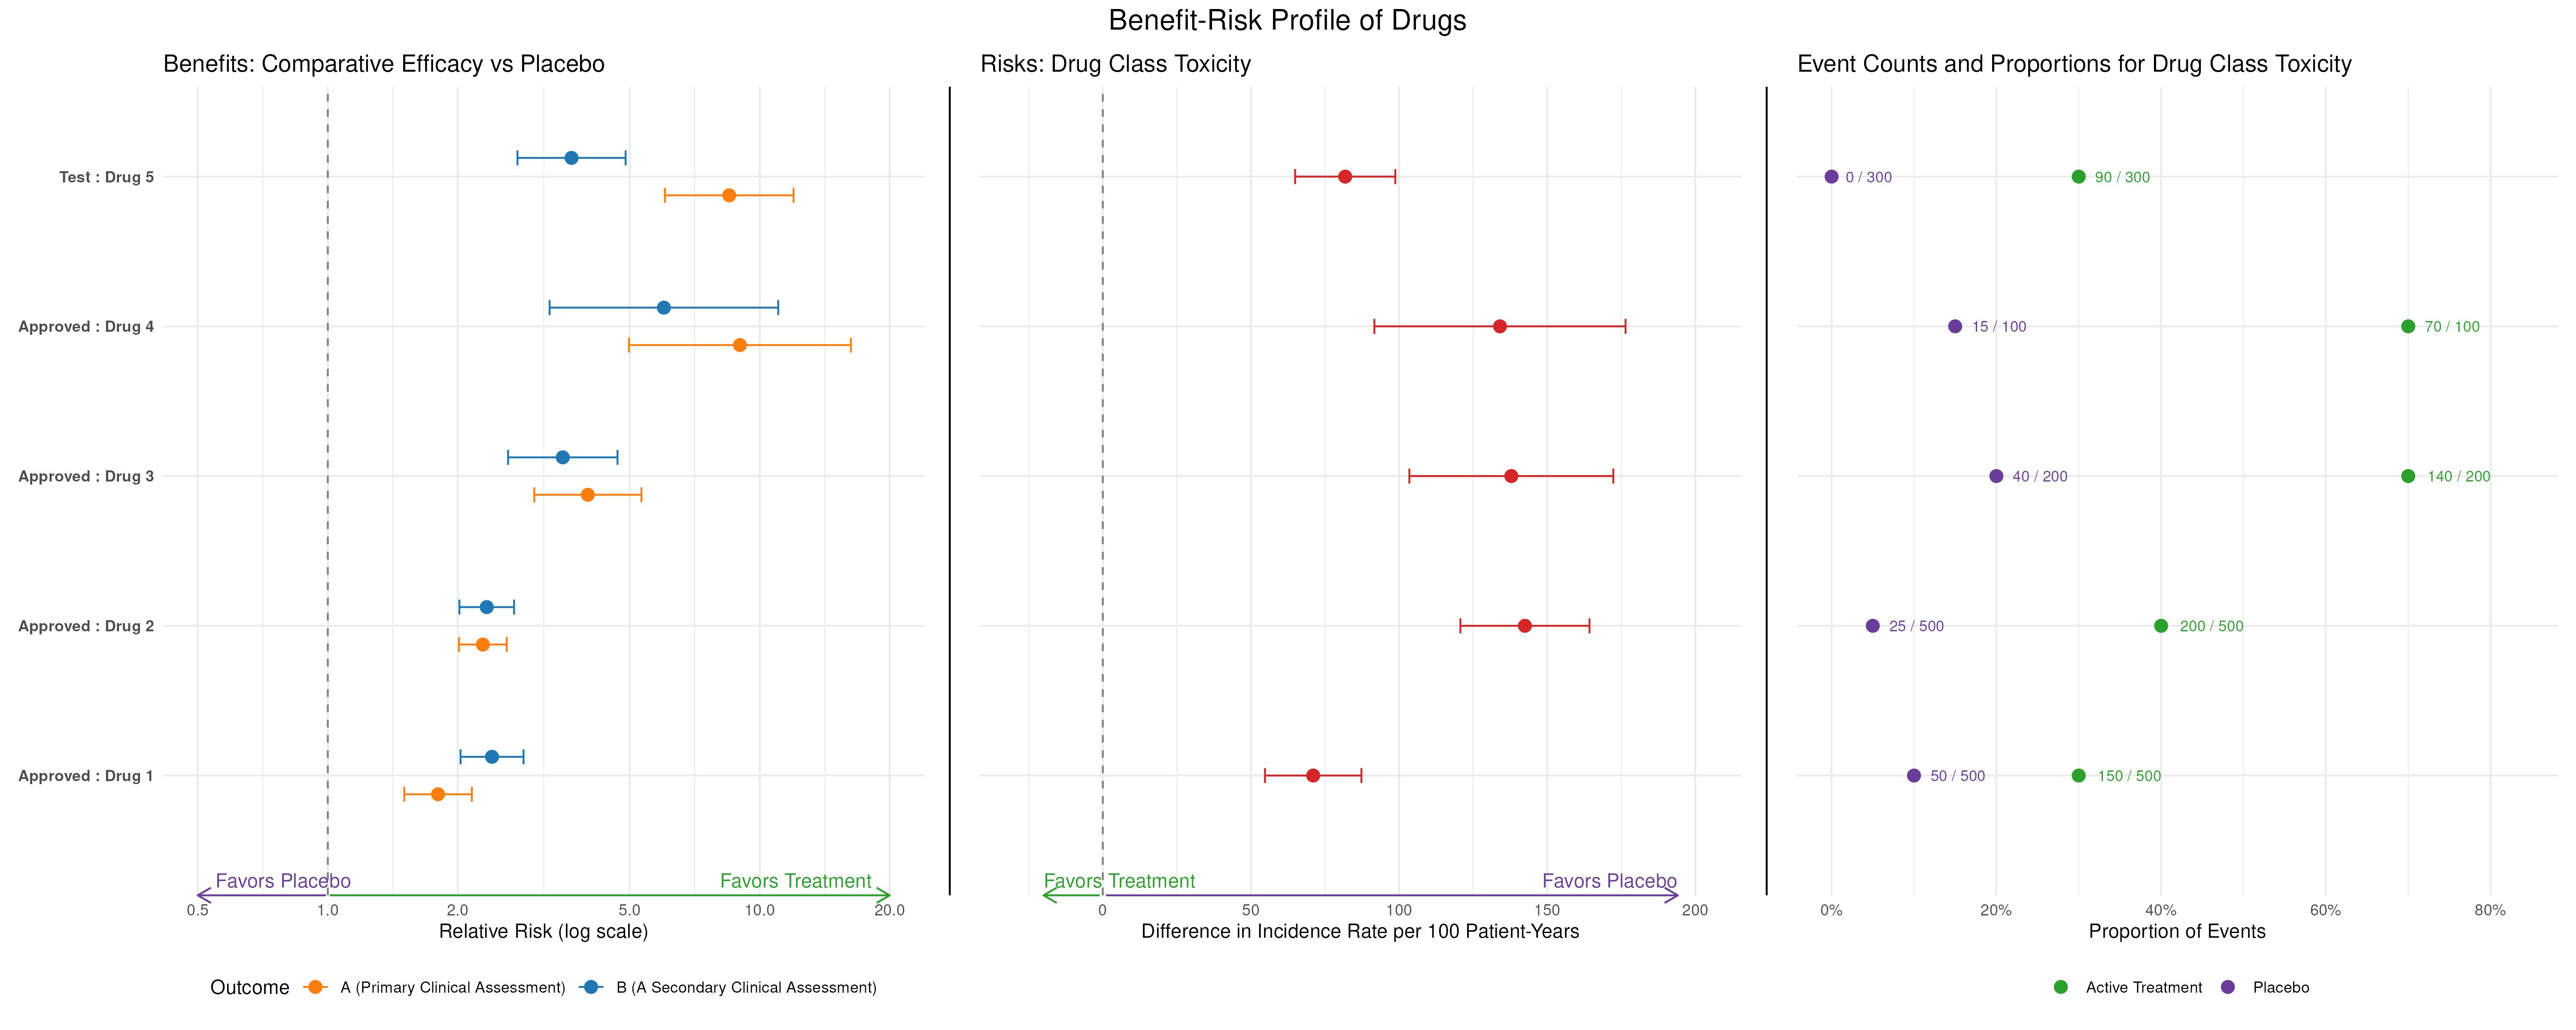 Benefit-Risk Profile of Drugs
Benefits: Comparative Efficacy vs Placebo
Test : Drug 5
Approved : Drug 4
Approved : Drug 3
Approved : Drug 2
Approved : Drug 1
Favors Placebo
Favors Treatment
0.5
1.0
2.0
5.0
10.0
20.0
Relative Risk (log scale)
Outcome
A (Primary Clinical Assessment)
B (A Secondary Clinical Assessment)
Risks: Drug Class Toxicity
Favors Treatment
Favors Placebo
0
50
100
150
200
Difference in Incidence Rate per 100 Patient-Years
Event Counts and Proportions for Drug Class Toxicity
0 / 300
90 / 300
15 / 100
70 / 100
40 / 200
140 / 200
25 / 500
200 / 500
50 / 500
150 / 500
0%
20%
40%
60%
80%
Proportion of Events
Active Treatment
Placebo